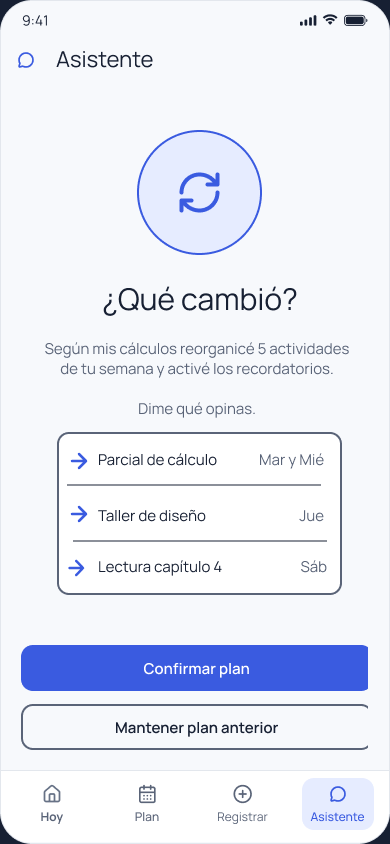 9:41
Asistente
¿Qué cambió?
Según mis cálculos reorganicé 5 actividades
de tu semana y activé los recordatorios.
Dime qué opinas.
Parcial de cálculo Mar y Mié
Taller de diseño Jue
Lectura capítulo 4 Sáb
Confirmar plan
Mantener plan anterior
Hoy Plan Registrar Asistente